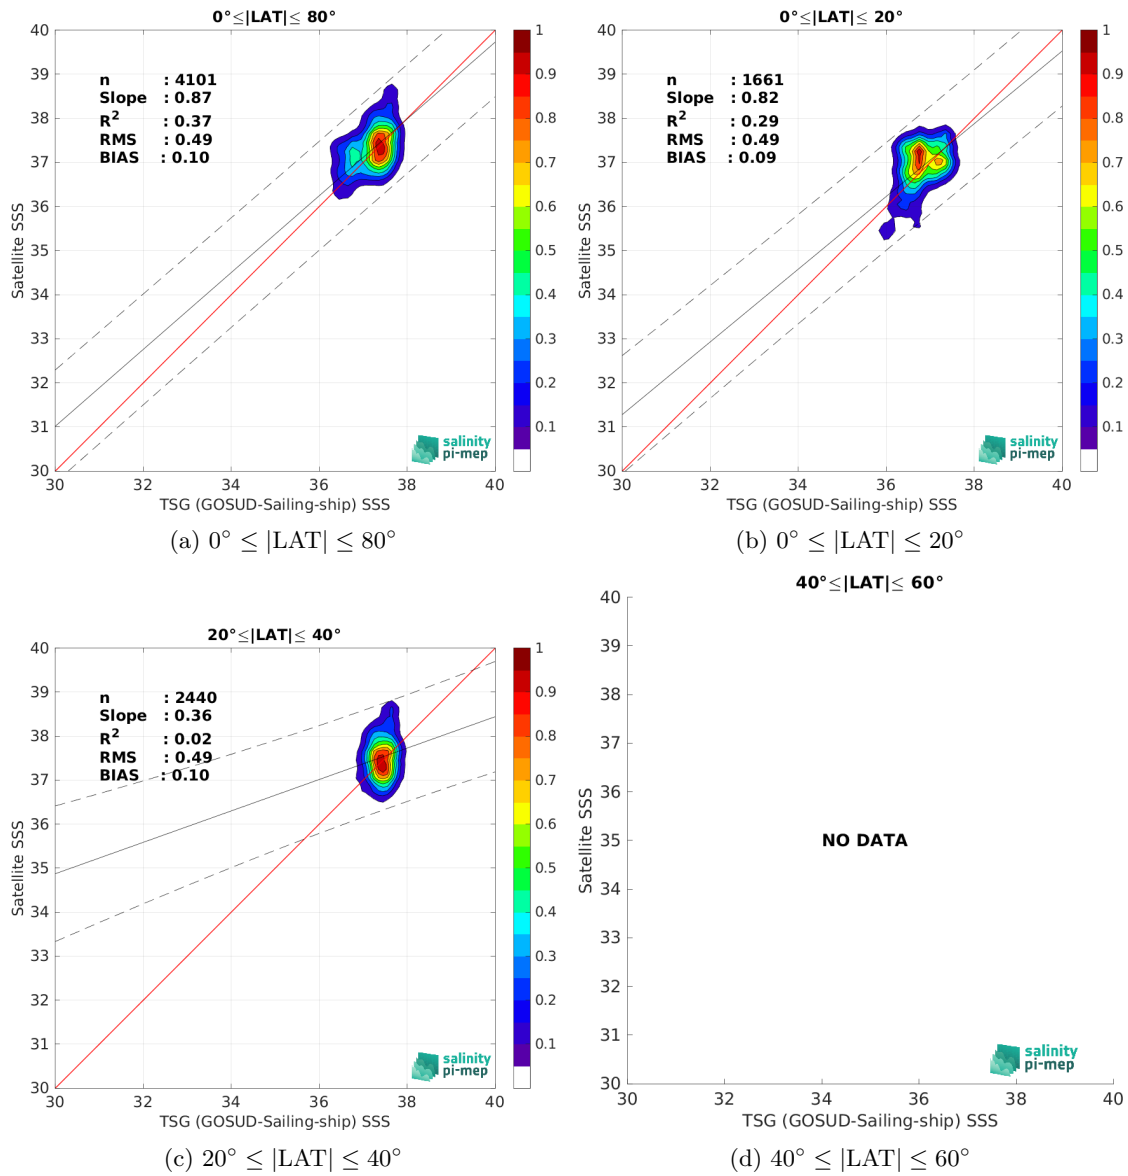 0°≤|LAT|≤ 80°
40
39
38
37
36
35
34
33
32
31
30
Satellite SSS
n : 4101
Slope : 0.87
R² : 0.37
RMS : 0.49
BIAS : 0.10
salinity
pi-mep
30 32 34 36 38 40
TSG (GOSUD-Sailing-ship) SSS
1
0.9
0.8
0.7
0.6
0.5
0.4
0.3
0.2
0.1
(a) 0° ≤ |LAT| ≤ 80°
0°≤|LAT|≤ 20°
40
39
38
37
36
35
34
33
32
31
30
Satellite SSS
n : 1661
Slope : 0.82
R² : 0.29
RMS : 0.49
BIAS : 0.09
salinity
pi-mep
30 32 34 36 38 40
TSG (GOSUD-Sailing-ship) SSS
1
0.9
0.8
0.7
0.6
0.5
0.4
0.3
0.2
0.1
(b) 0° ≤ |LAT| ≤ 20°
20°≤|LAT|≤ 40°
40
39
38
37
36
35
34
33
32
31
30
Satellite SSS
n : 2440
Slope : 0.36
R² : 0.02
RMS : 0.49
BIAS : 0.10
salinity
pi-mep
30 32 34 36 38 40
TSG (GOSUD-Sailing-ship) SSS
1
0.9
0.8
0.7
0.6
0.5
0.4
0.3
0.2
0.1
(c) 20° ≤ |LAT| ≤ 40°
40°≤|LAT|≤ 60°
40
39
38
37
36
35
34
33
32
31
30
Satellite SSS
NO DATA
salinity
pi-mep
30 32 34 36 38 40
TSG (GOSUD-Sailing-ship) SSS
(d) 40° ≤ |LAT| ≤ 60°